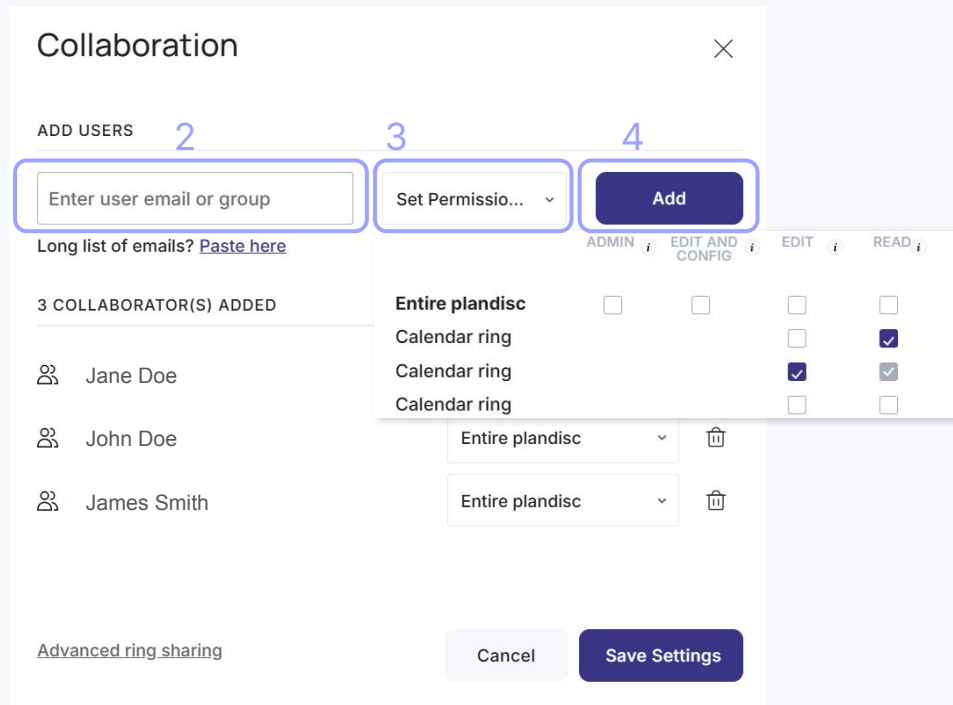 Collaboration
ADD USERS
2 3 4
Enter user email or group Set Permissio... Add
Long list of emails? Paste here
ADMIN i EDIT AND CONFIG i EDIT i READ i
3 COLLABORATOR(S) ADDED
Entire plandisc
Calendar ring
Calendar ring
Calendar ring
Jane Doe
John Doe Entire plandisc
James Smith Entire plandisc
Advanced ring sharing Cancel Save Settings